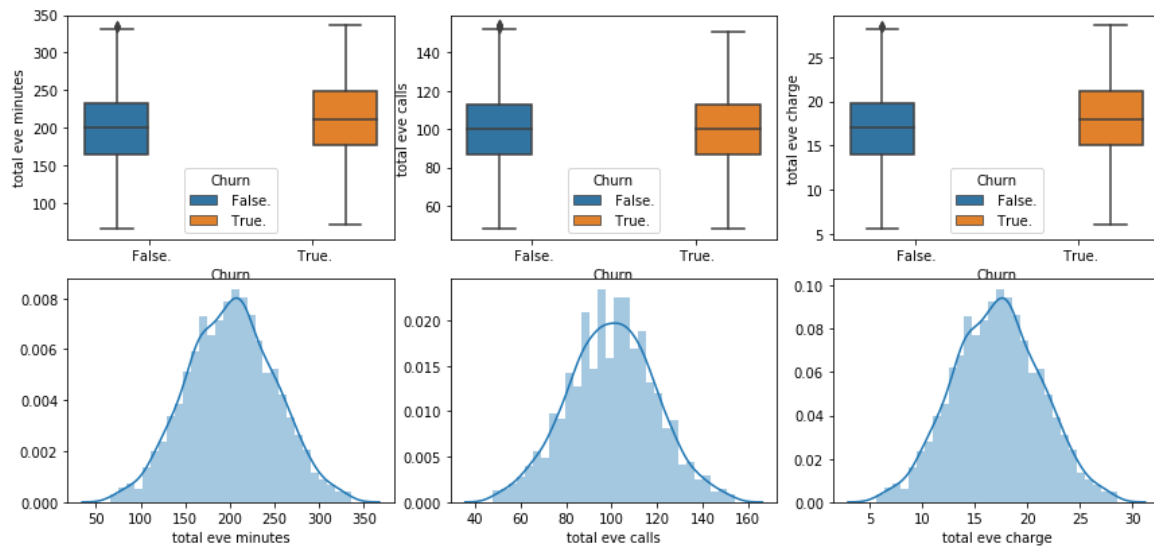 total eve minutes
350
300
250
200
150
100
Churn
False.
True.
False.
True.
Churn
total eve calls
140
120
100
80
60
Churn
False.
True.
False.
True.
Churn
total eve charge
25
20
15
10
5
Churn
False.
True.
False.
True.
Churn
0.008
0.006
0.004
0.002
0.000
50 100 150 200 250 300 350
total eve minutes
0.020
0.015
0.010
0.005
0.000
40 60 80 100 120 140 160
total eve calls
0.10
0.08
0.06
0.04
0.02
0.00
5 10 15 20 25 30
total eve charge